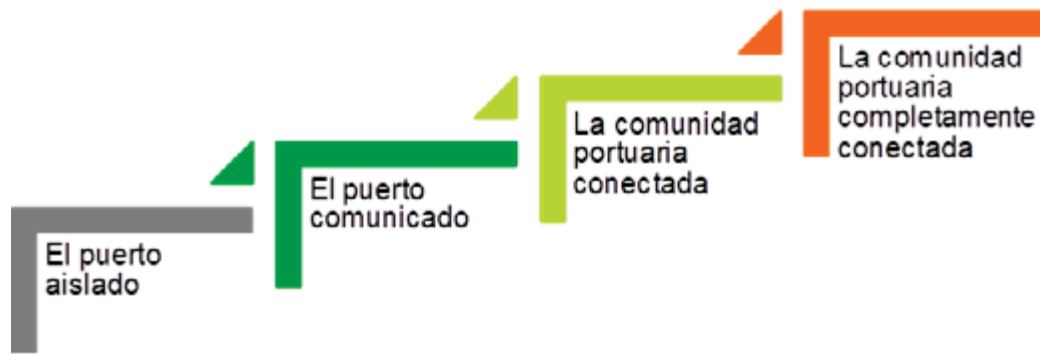 El puerto
aislado
El puerto
comunicado
La comunidad
portuaria
conectada
La comunidad
portuaria
completamente
conectada